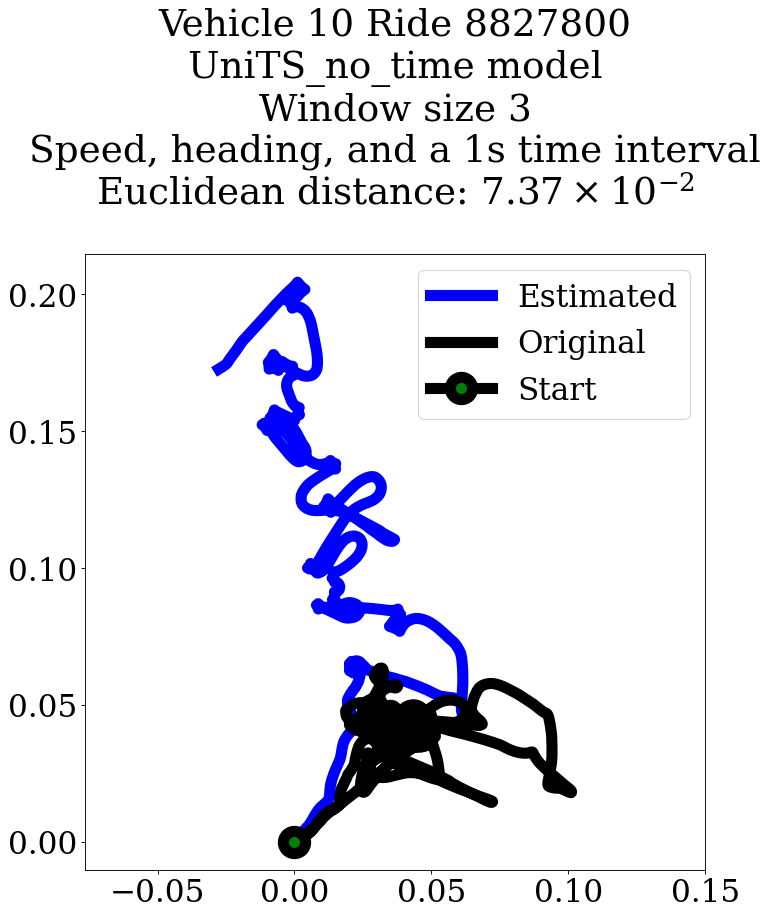 Vehicle 10 Ride 8827800
UniTS_no_time model
Window size 3
Speed, heading, and a 1s time interval
Euclidean distance: 7.37 × 10⁻²
Estimated
Original
Start
0.20
0.15
0.10
0.05
0.00
−0.05 0.00 0.05 0.10 0.15